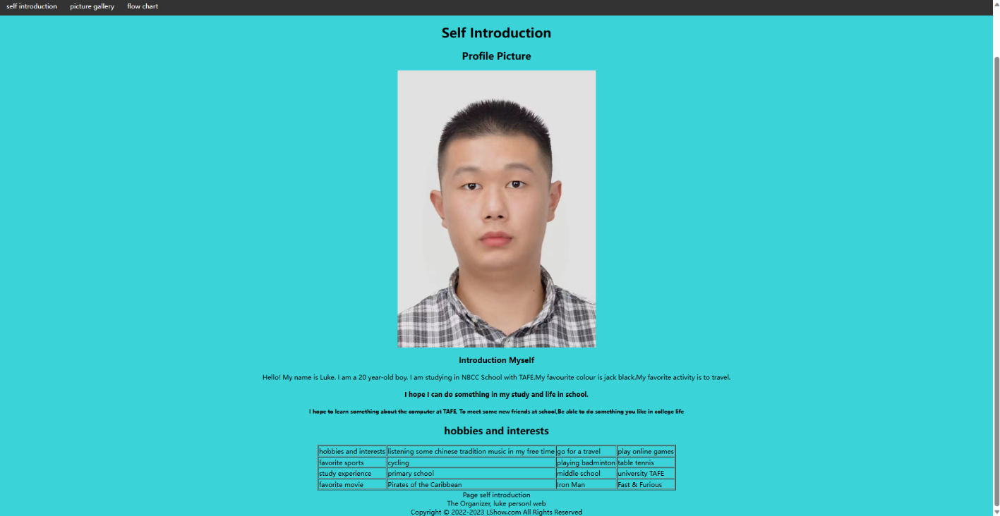 self introduction picture gallery flow chart
Self Introduction
Profile Picture
Introduction Myself
Hello! My name is Luke. I am a 20 year-old boy. I am studying in NBCC School with TAFE.My favourite colour is jack black.My favorite activity is to travel.
I hope I can do something in my study and life in school.
I hope to learn something about the computer at TAFE, To meet some new friends at school,Be able to do something you like in college life
hobbies and interests
hobbies and interests listening some chinese tradition music in my free time go for a travel play online games
favorite sports cycling playing badminton table tennis
study experience primary school middle school university TAFE
favorite movie Pirates of the Caribbean Iron Man Fast & Furious
Page self introduction
The Organizer, luke personl web
Copyright © 2022-2023 LShow.com All Rights Reserved